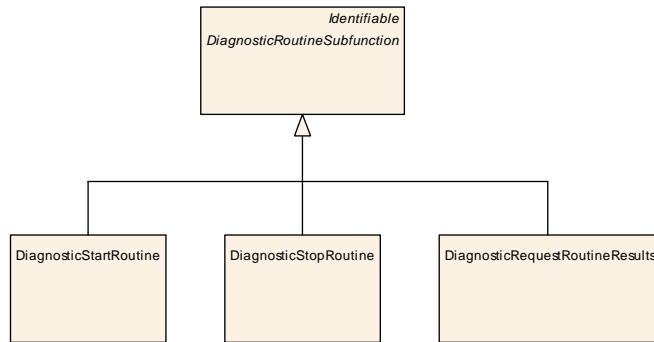 Identifiable
DiagnosticRoutineSubfunction
DiagnosticStartRoutine
DiagnosticStopRoutine
DiagnosticRequestRoutineResults